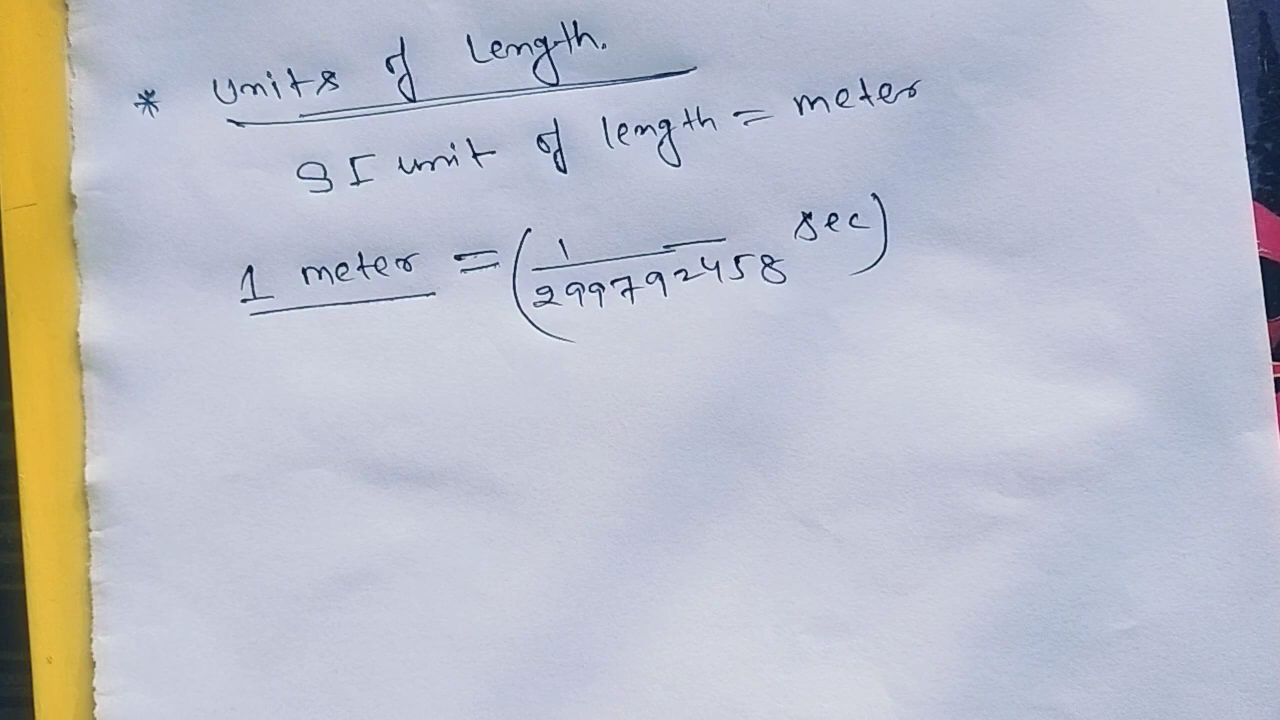 * Units of Length.
SI unit of length = meter
1 meter = (1/299792458 sec)